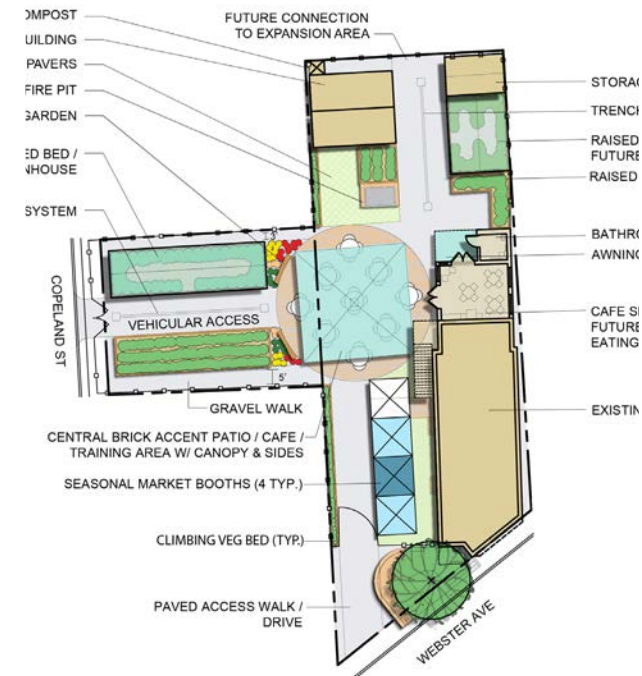 OMPOST
UILDING
PAVERS
FIRE PIT
GARDEN
ED BED /
NHOUSE
SYSTEM
FUTURE CONNECTION
TO EXPANSION AREA
STORAG
TRENCH
RAISED
FUTURE
RAISED
BATHRO
AWNING
CAFE S
FUTURE
EATING
EXISTIN
COPELAND ST
VEHICULAR ACCESS
5'
5'
GRAVEL WALK
CENTRAL BRICK ACCENT PATIO / CAFE /
TRAINING AREA W/ CANOPY & SIDES
SEASONAL MARKET BOOTHS (4 TYP.)
CLIMBING VEG BED (TYP.)
PAVED ACCESS WALK /
DRIVE
WEBSTER AVE